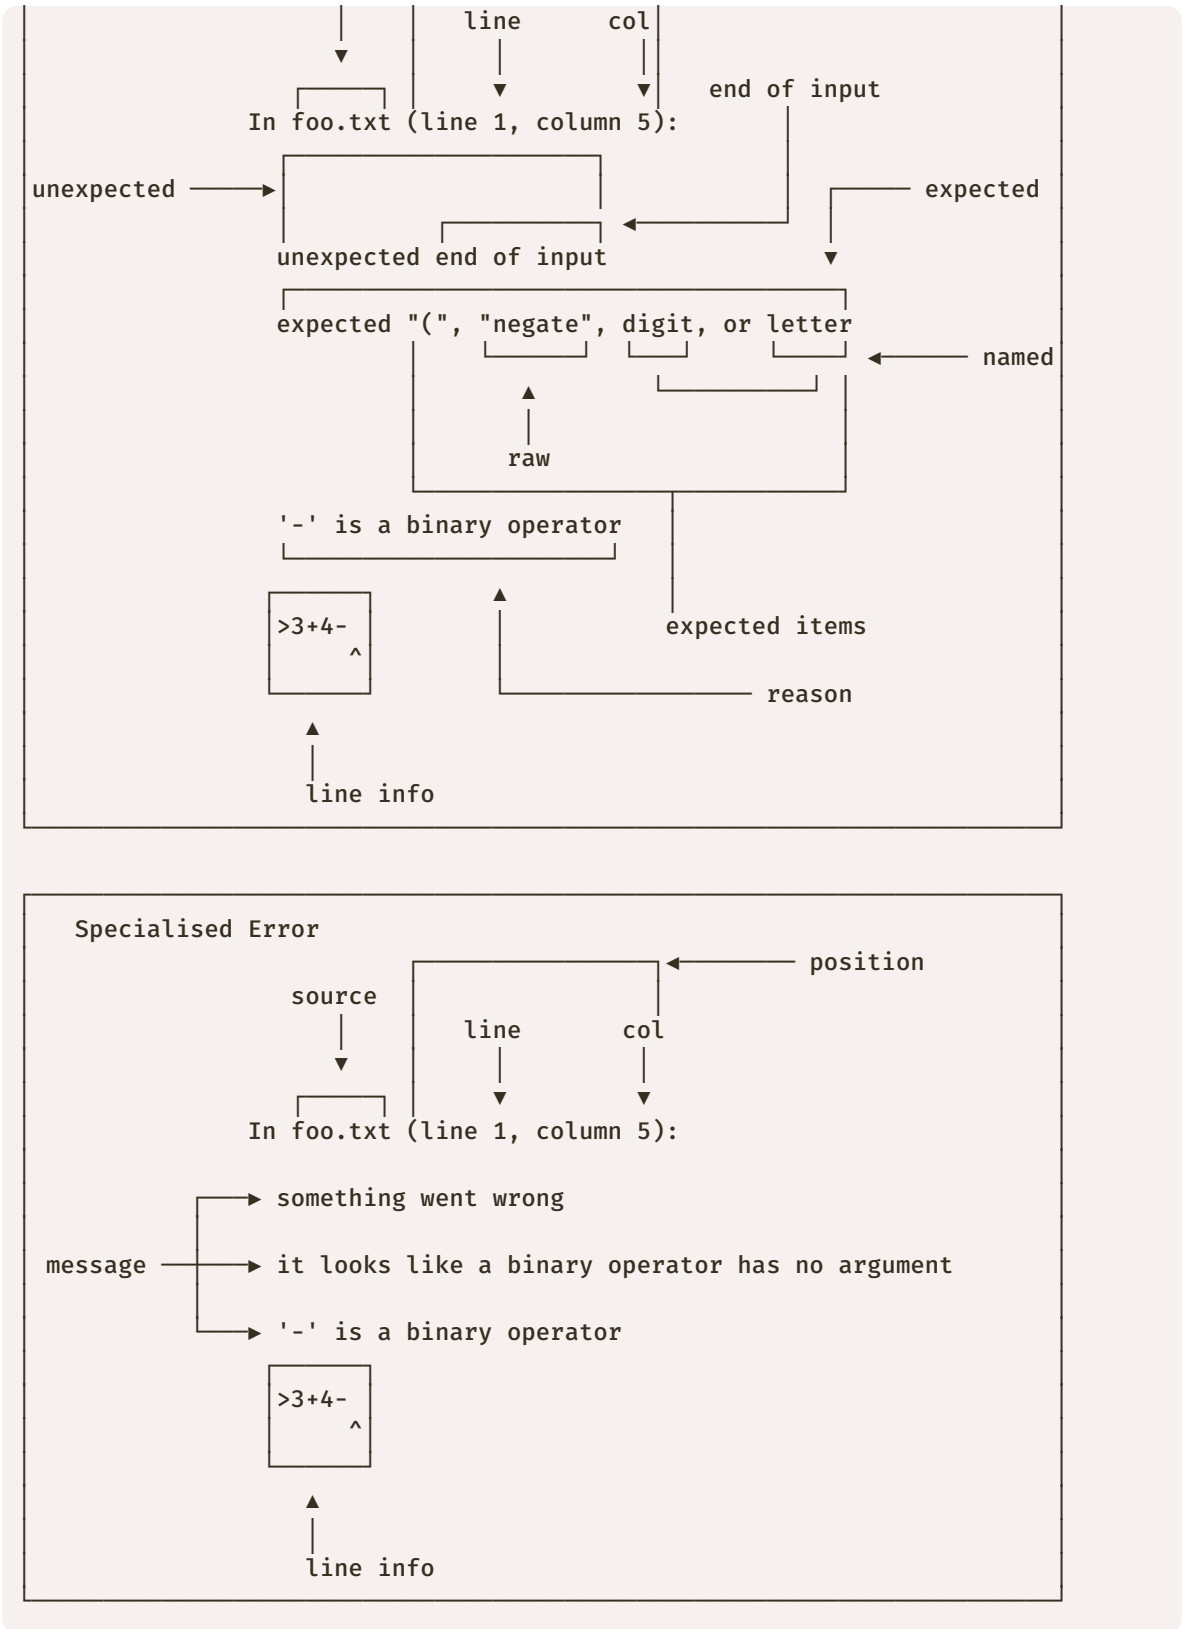 line col
end of input
In foo.txt (line 1, column 5):
unexpected expected
unexpected end of input
expected "(", "negate", digit, or letter
named
raw
'-' is a binary operator
>3+4- expected items
^
reason
line info
Specialised Error
position
source
line col
In foo.txt (line 1, column 5):
something went wrong
message it looks like a binary operator has no argument
'-' is a binary operator
>3+4-
^
line info